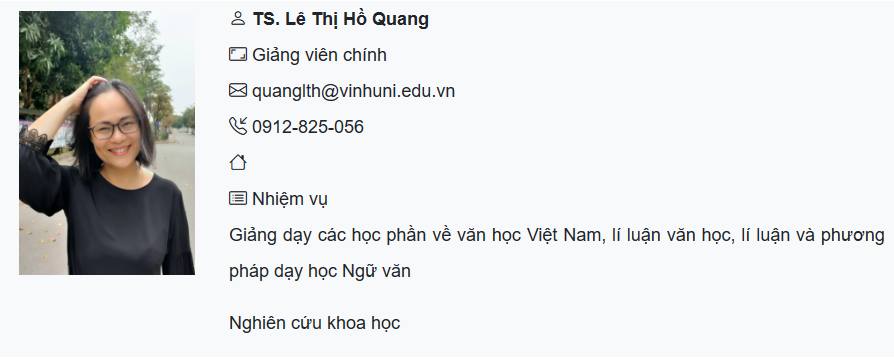 TS. Lê Thị Hồ Quang
Giảng viên chính
quanglth@vinhuni.edu.vn
0912-825-056
Nhiệm vụ
Giảng dạy các học phần về văn học Việt Nam, lí luận văn học, lí luận và phương
pháp dạy học Ngữ văn
Nghiên cứu khoa học